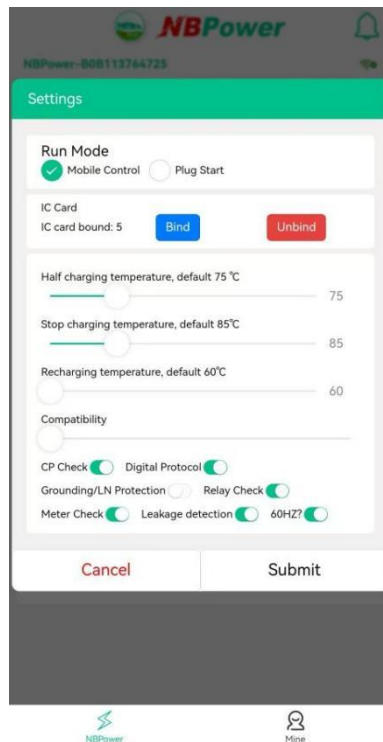 NBPower
NBPower-B0B113764725
Settings
Run Mode
Mobile Control Plug Start
IC Card
IC card bound: 5 Bind Unbind
Half charging temperature, default 75 ℃
75
Stop charging temperature, default 85℃
85
Recharging temperature, default 60℃
60
Compatibility
CP Check Digital Protocol
Grounding/LN Protection Relay Check
Meter Check Leakage detection 60HZ?
Cancel Submit
NBPower Mine